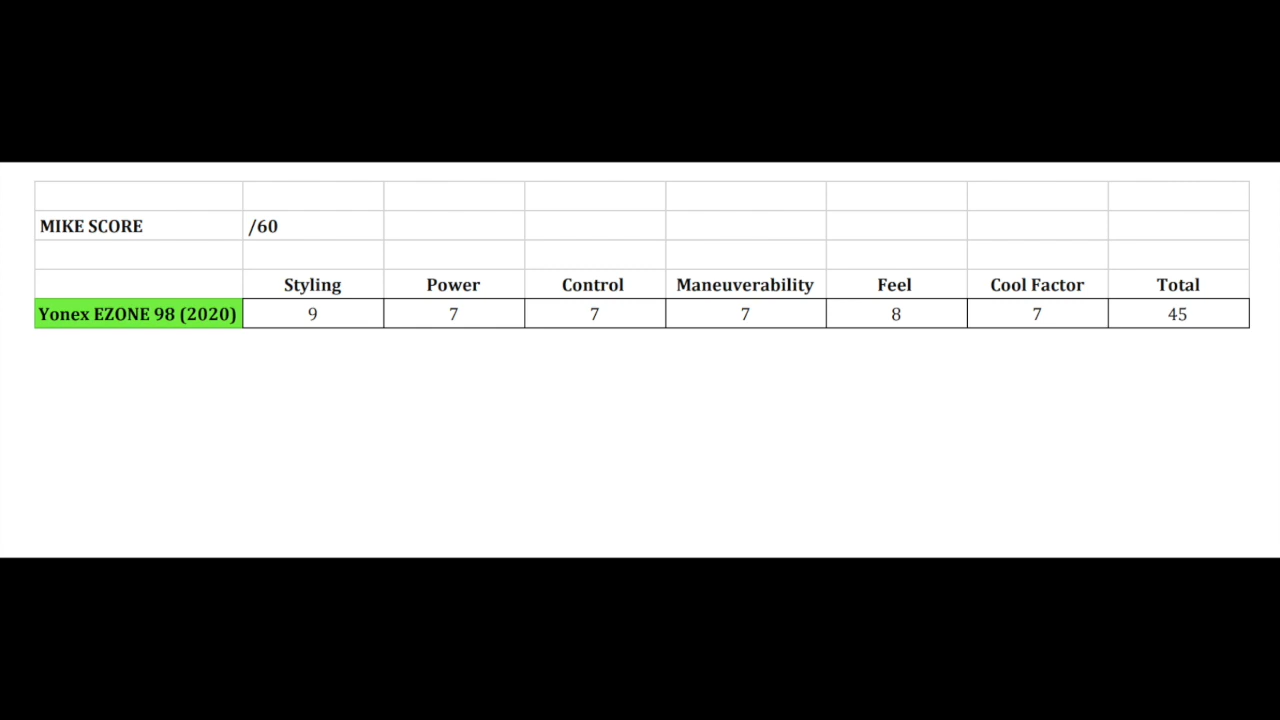 MIKE SCORE /60
Styling Power Control Maneuverability Feel Cool Factor Total
Yonex EZONE 98 (2020) 9 7 7 7 8 7 45